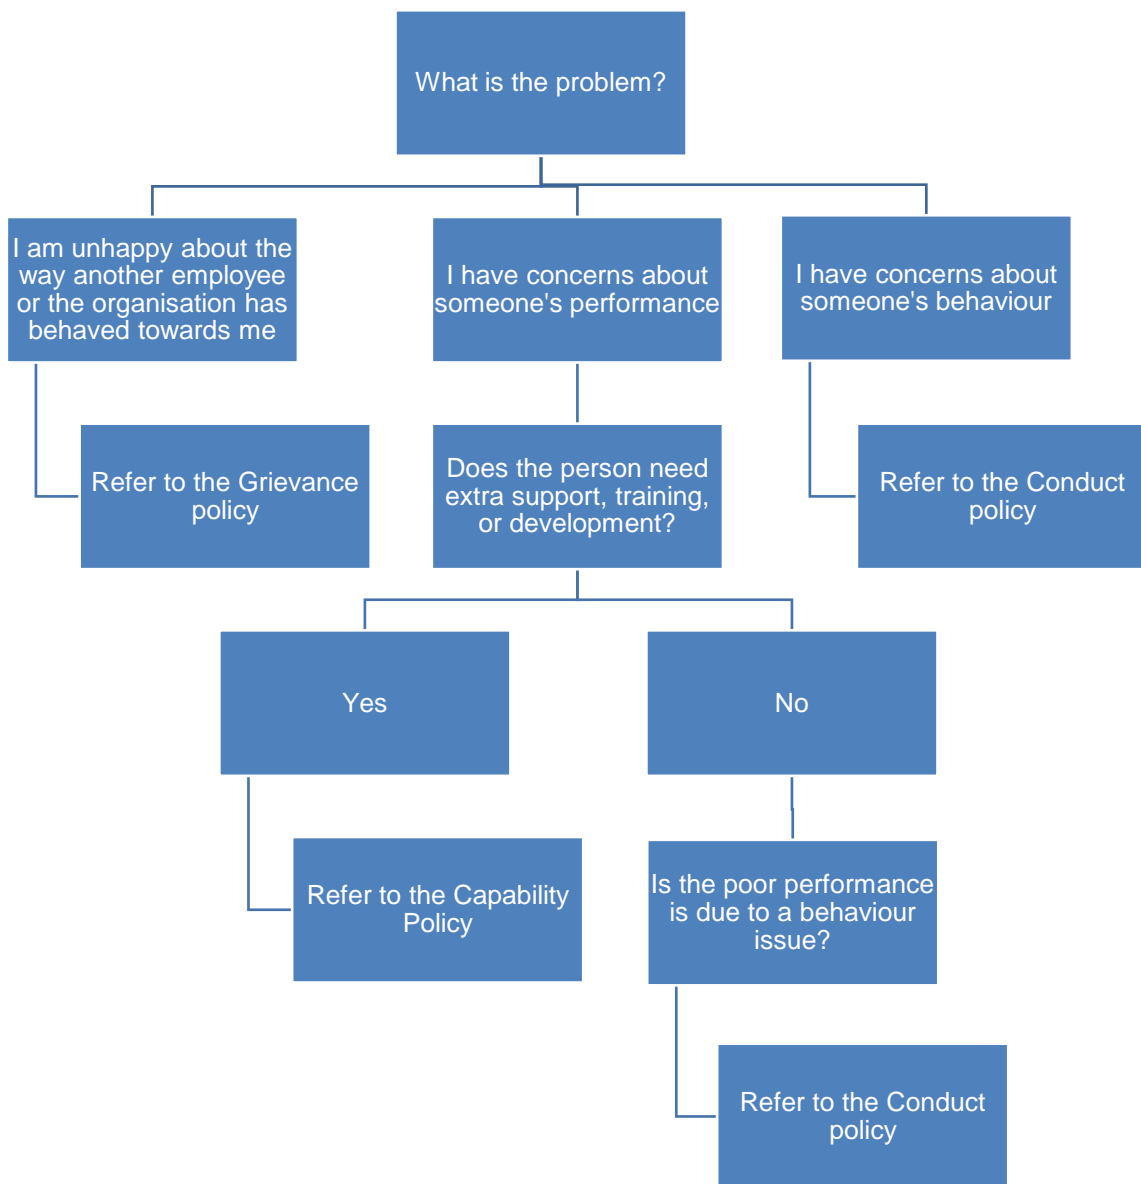 What is the problem?
I am unhappy about the
way another employee
or the organisation has
behaved towards me
I have concerns about
someone's performance
I have concerns about
someone's behaviour
Refer to the Grievance
policy
Does the person need
extra support, training,
or development?
Refer to the Conduct
policy
Yes
No
Refer to the Capability
Policy
Is the poor performance
is due to a behaviour
issue?
Refer to the Conduct
policy